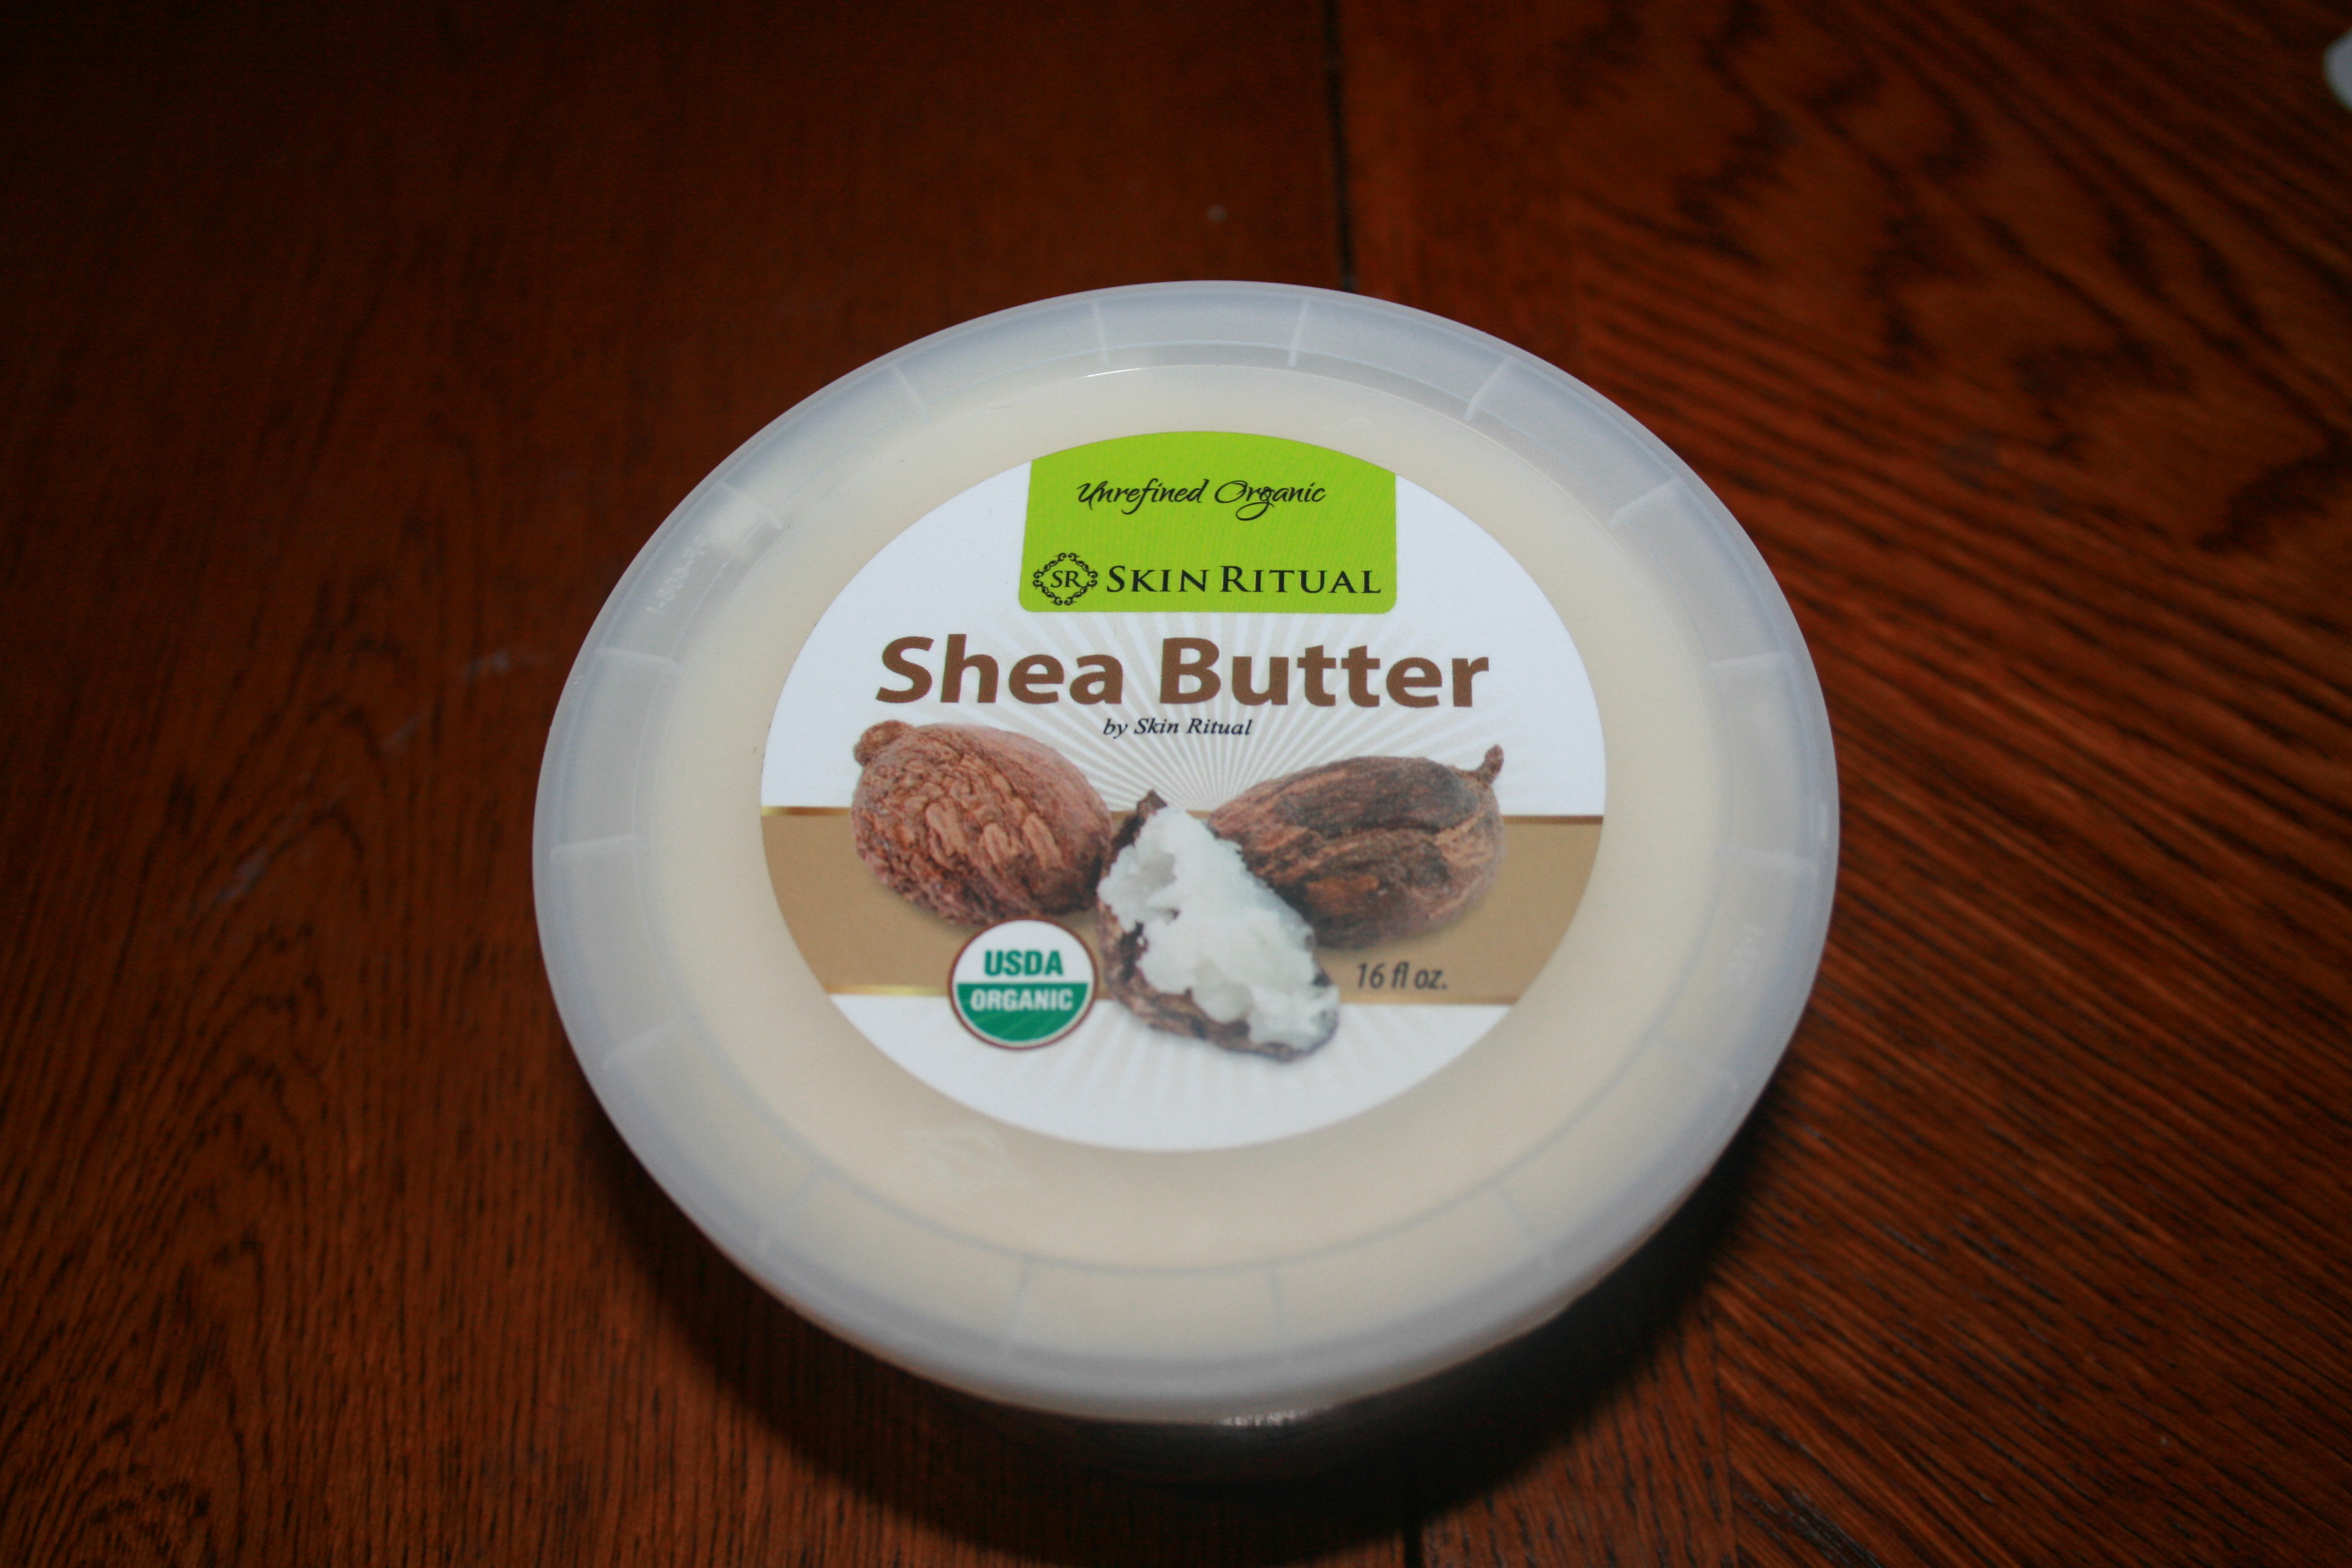 Unrefined Organic
SR SKIN RITUAL
Shea Butter
by Skin Ritual
USDA
ORGANIC
16 fl oz.